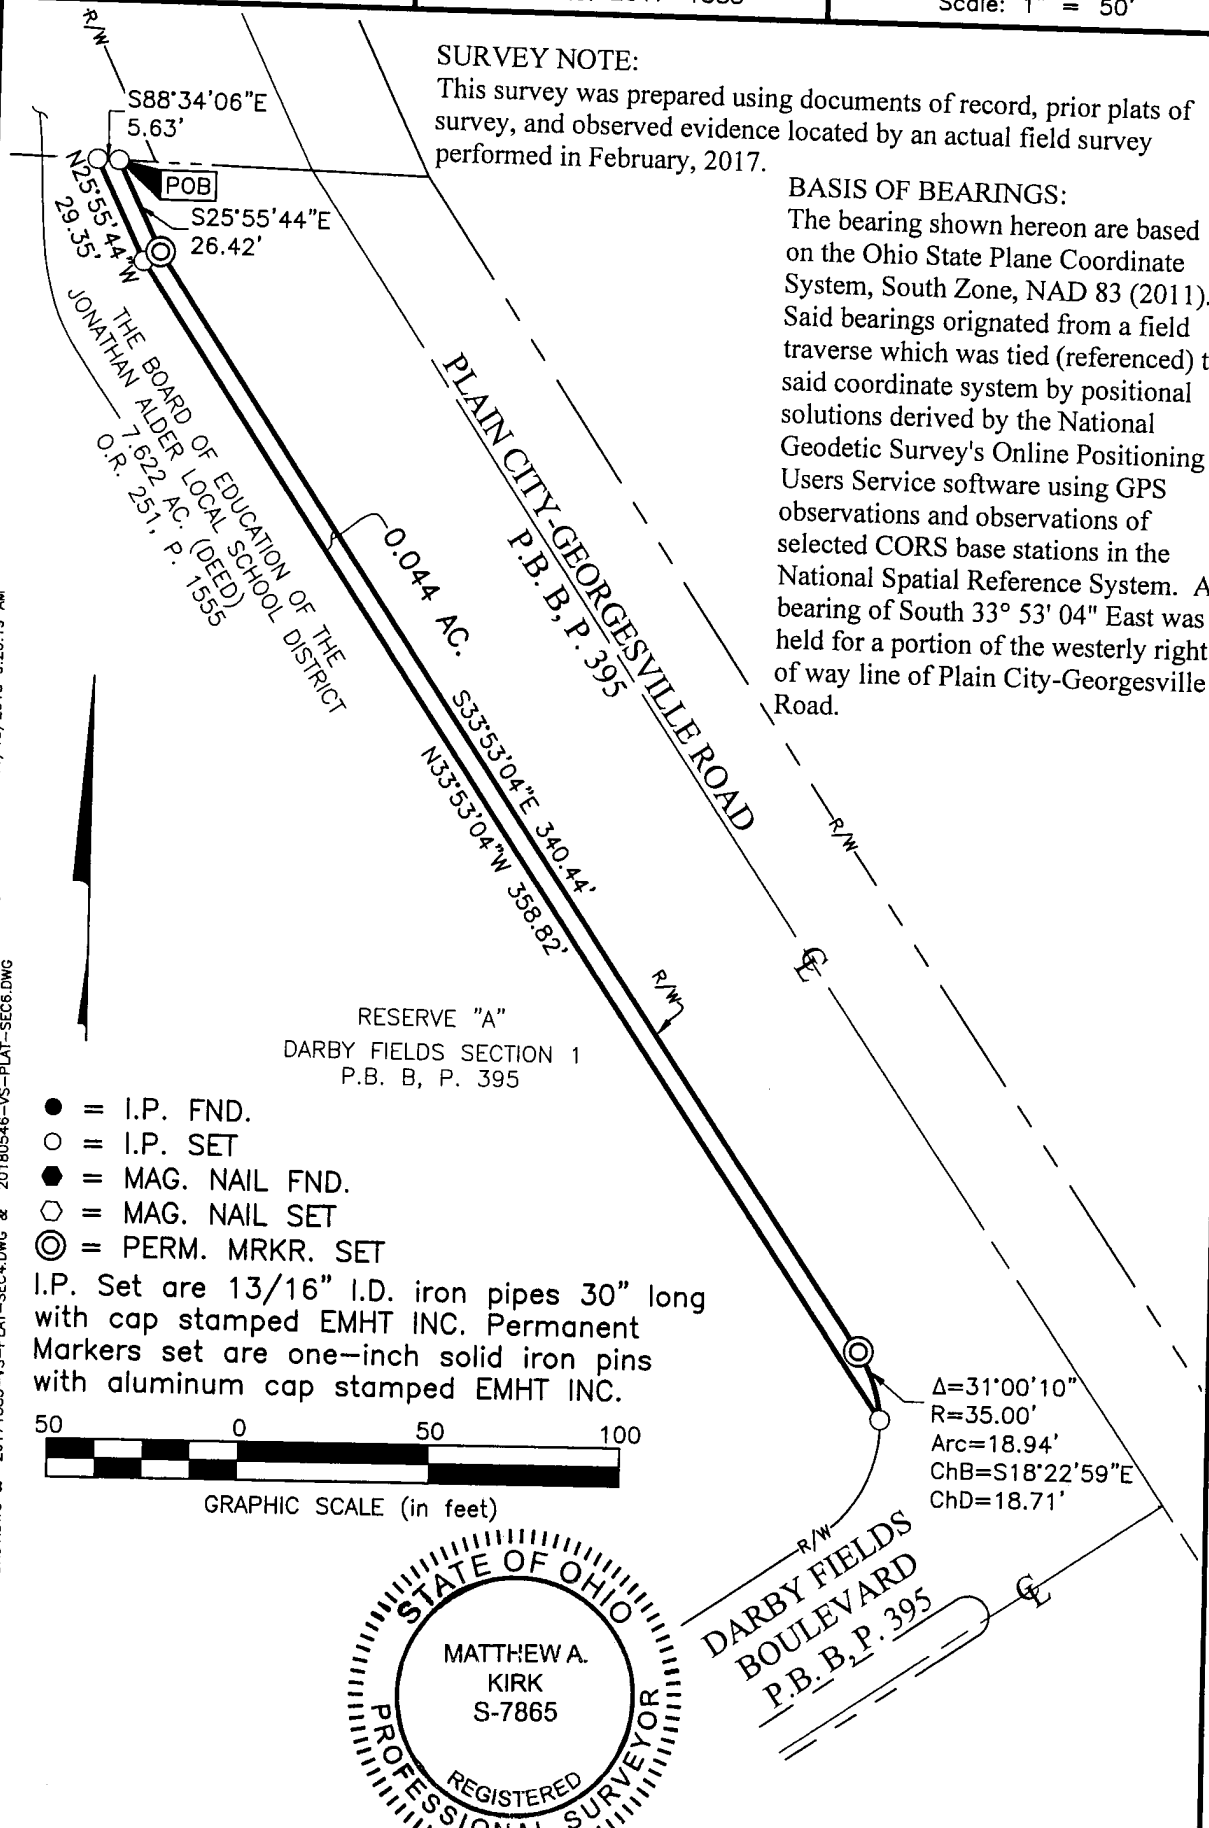 Scale: 1" = 50'
R/W
SURVEY NOTE:
This survey was prepared using documents of record, prior plats of
survey, and observed evidence located by an actual field survey
performed in February, 2017.
S88°34'06"E
5.63'
POB
S25°55'44"E
26.42'
N25°55'44"W
29.35'
BASIS OF BEARINGS:
The bearing shown hereon are based
on the Ohio State Plane Coordinate
System, South Zone, NAD 83 (2011).
Said bearings orignated from a field
traverse which was tied (referenced) t
said coordinate system by positional
solutions derived by the National
Geodetic Survey's Online Positioning
Users Service software using GPS
observations and observations of
selected CORS base stations in the
National Spatial Reference System. A
bearing of South 33° 53' 04" East was
held for a portion of the westerly right
of way line of Plain City-Georgesville
Road.
THE BOARD OF EDUCATION OF THE
JONATHAN ALDER LOCAL SCHOOL DISTRICT
7.622 AC. (DEED)
O.R. 251, P. 1555
PLAIN CITY-GEORGESVILLE ROAD
P.B. B, P. 395
0.044 AC.
S33°53'04"E 340.44'
N33°53'04"W 358.82'
R/W
R/W
CL
RESERVE "A"
DARBY FIELDS SECTION 1
P.B. B, P. 395
= I.P. FND.
= I.P. SET
= MAG. NAIL FND.
= MAG. NAIL SET
= PERM. MRKR. SET
I.P. Set are 13/16" I.D. iron pipes 30" long
with cap stamped EMHT INC. Permanent
Markers set are one-inch solid iron pins
with aluminum cap stamped EMHT INC.
50 0 50 100
GRAPHIC SCALE (in feet)
Δ=31°00'10"
R=35.00'
Arc=18.94'
ChB=S18°22'59"E
ChD=18.71'
R/W
DARBY FIELDS
BOULEVARD
P.B. B, P. 395
CL
STATE OF OHIO
MATTHEW A.
KIRK
S-7865
REGISTERED
PROFESSIONAL SURVEYOR
20180546-VS-PLAT-SEC6.DWG